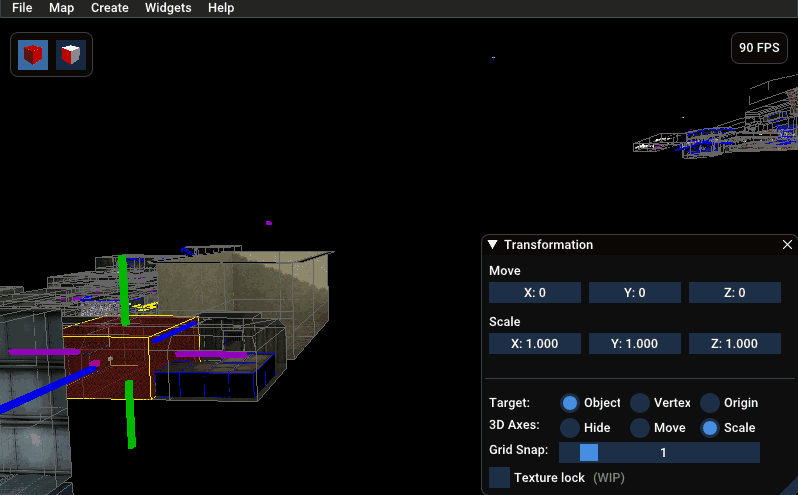 File Map Create Widgets Help
90 FPS
Transformation
Move
X: 0 Y: 0 Z: 0
Scale
X: 1.000 Y: 1.000 Z: 1.000
Target: Object Vertex Origin
3D Axes: Hide Move Scale
Grid Snap: 1
Texture lock (WIP)